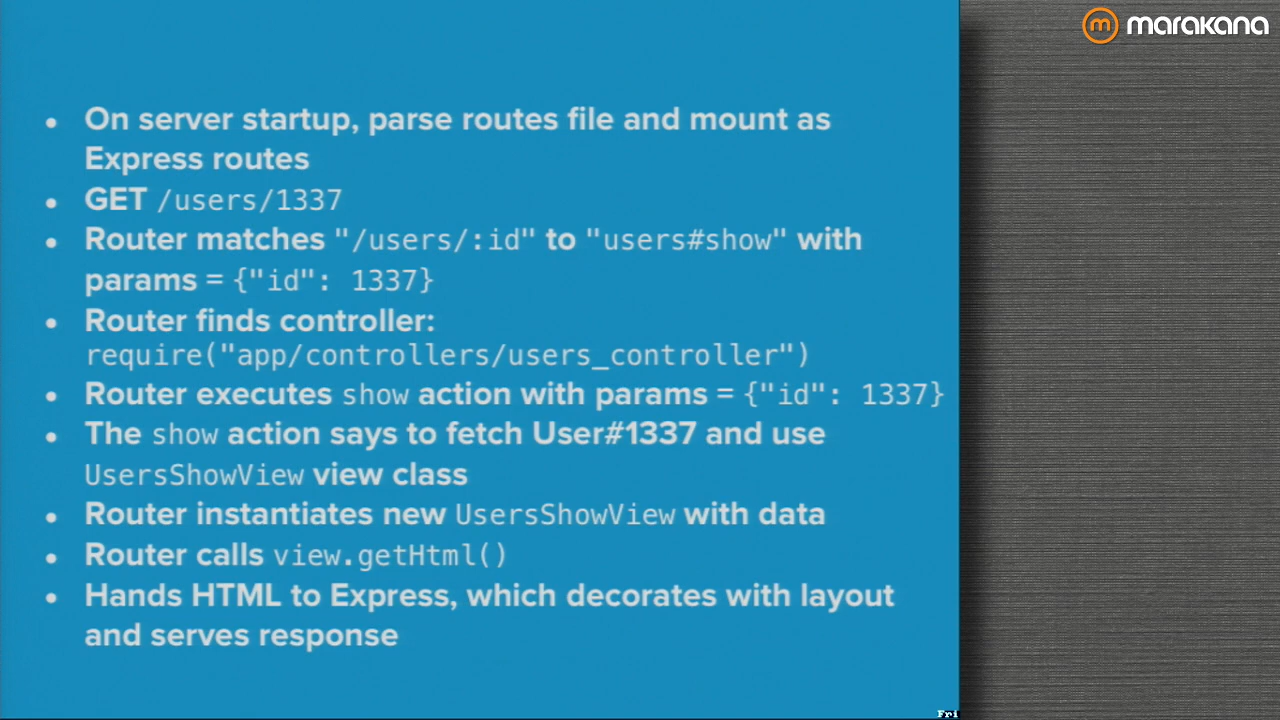 marakana
• On server startup, parse routes file and mount as
Express routes
• GET /users/1337
• Router matches "/users/:id" to "users#show" with
params = {"id": 1337}
• Router finds controller:
require("app/controllers/users_controller")
• Router executes show action with params = {"id": 1337}
• The show action says to fetch User#1337 and use
UsersShowView view class
• Router instantiates new UsersShowView with data
• Router calls view.getHtml()
• Hands HTML to Express, which decorates with layout
and serves response
Fri